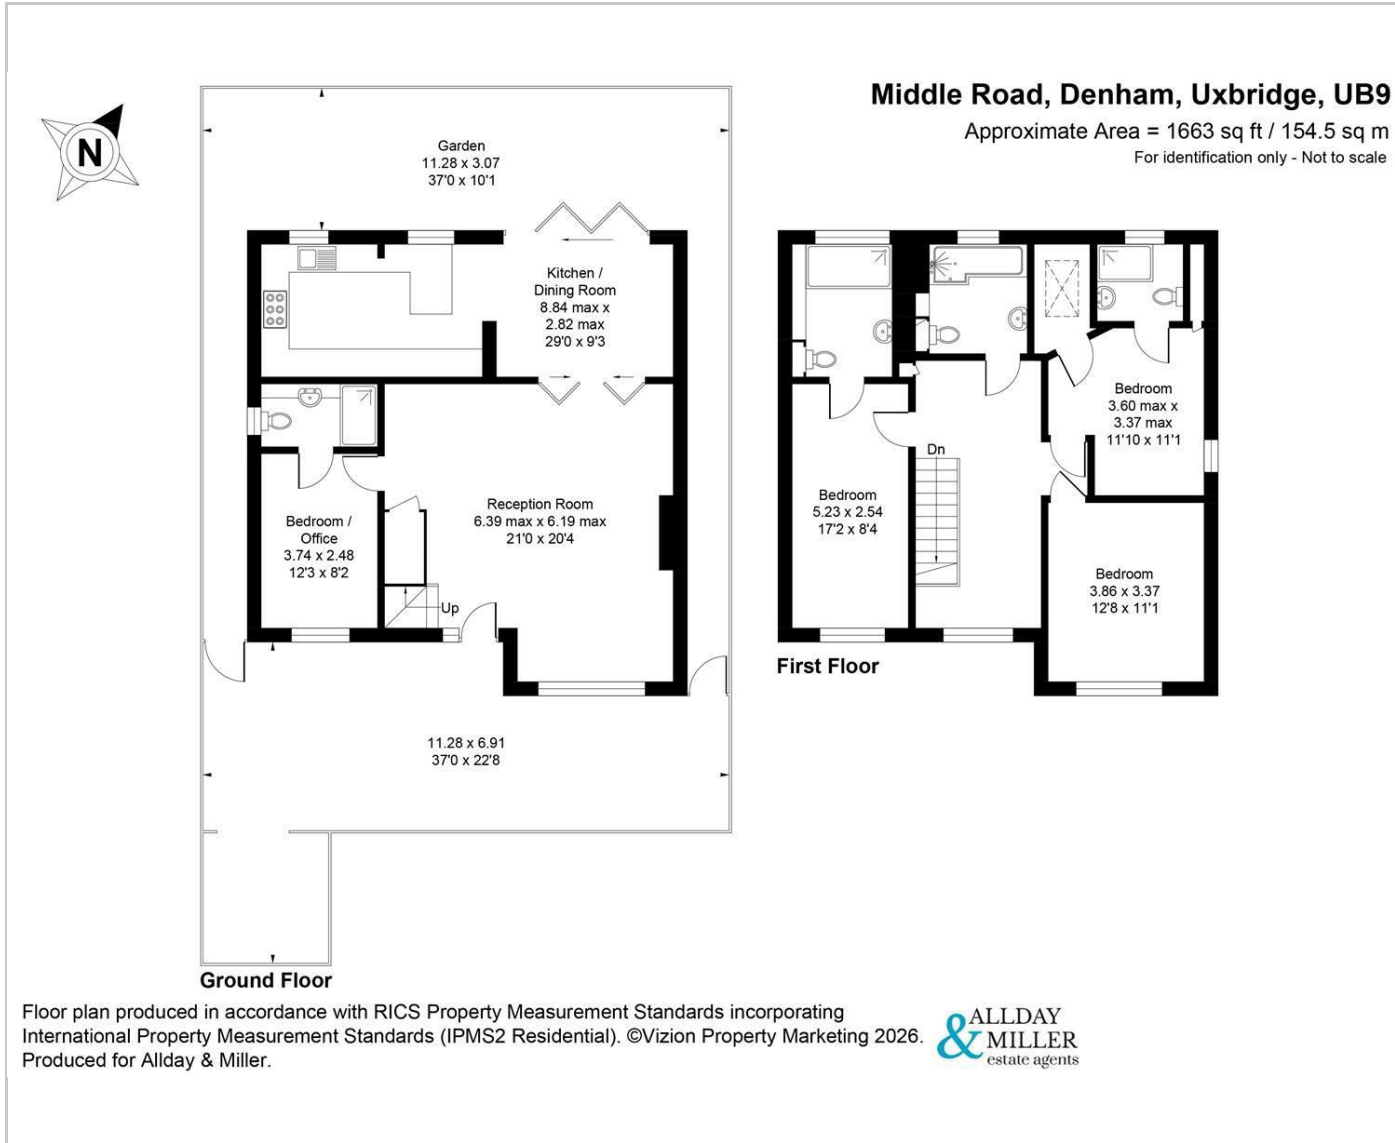 Middle Road, Denham, Uxbridge, UB9
Approximate Area = 1663 sq ft / 154.5 sq m
For identification only - Not to scale
N
Garden
11.28 x 3.07
37'0 x 10'1
Kitchen /
Dining Room
8.84 max x
2.82 max
29'0 x 9'3
Reception Room
6.39 max x 6.19 max
21'0 x 20'4
Bedroom /
Office
3.74 x 2.48
12'3 x 8'2
Up
11.28 x 6.91
37'0 x 22'8
Ground Floor
Bedroom
3.60 max x
3.37 max
11'10 x 11'1
Dn
Bedroom
5.23 x 2.54
17'2 x 8'4
Bedroom
3.86 x 3.37
12'8 x 11'1
First Floor
Floor plan produced in accordance with RICS Property Measurement Standards incorporating
International Property Measurement Standards (IPMS2 Residential). ©Vizion Property Marketing 2026.
Produced for Allday & Miller.
ALLDAY
& MILLER
estate agents